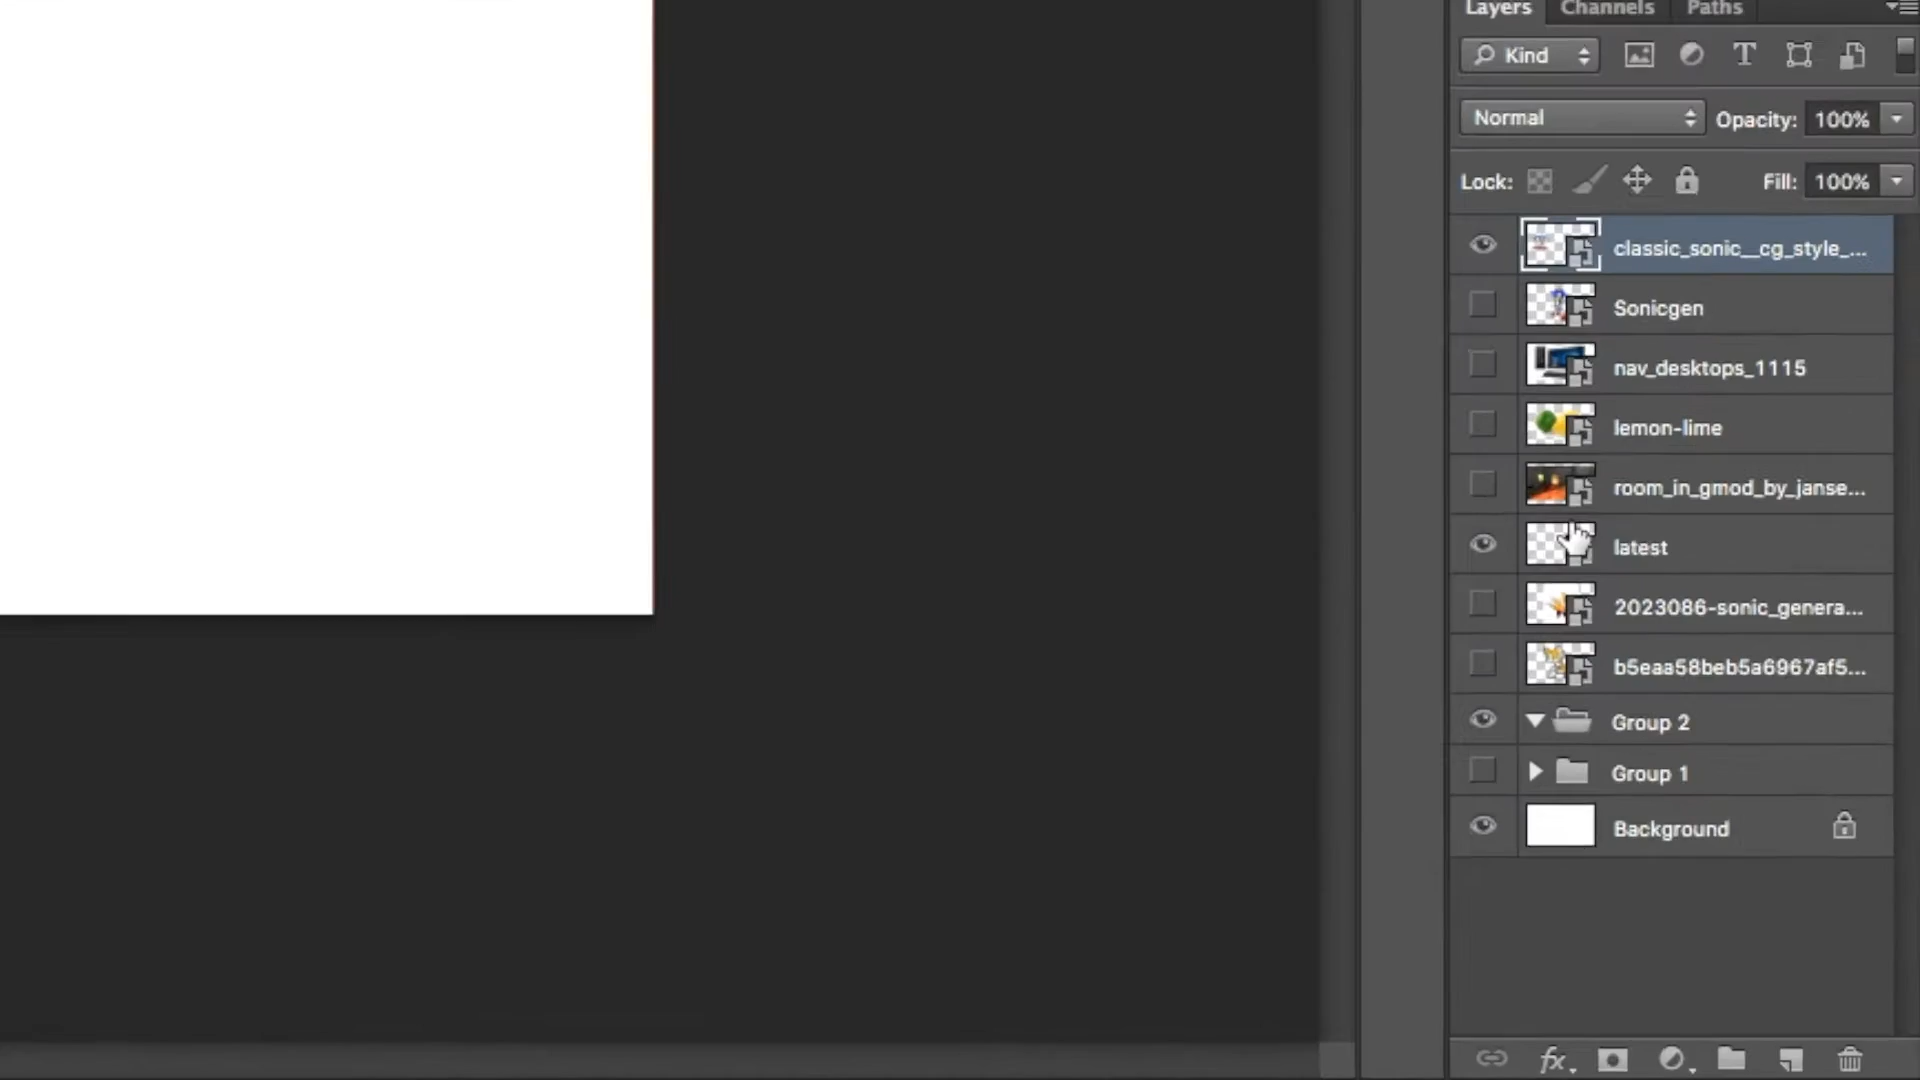 Layers Channels Paths
Kind
Normal Opacity: 100%
Lock: Fill: 100%
classic_sonic__cg_style_...
Sonicgen
nav_desktops_1115
lemon-lime
room_in_gmod_by_janse...
latest
2023086-sonic_genera...
b5eaa58beb5a6967af5...
Group 2
Group 1
Background
fx